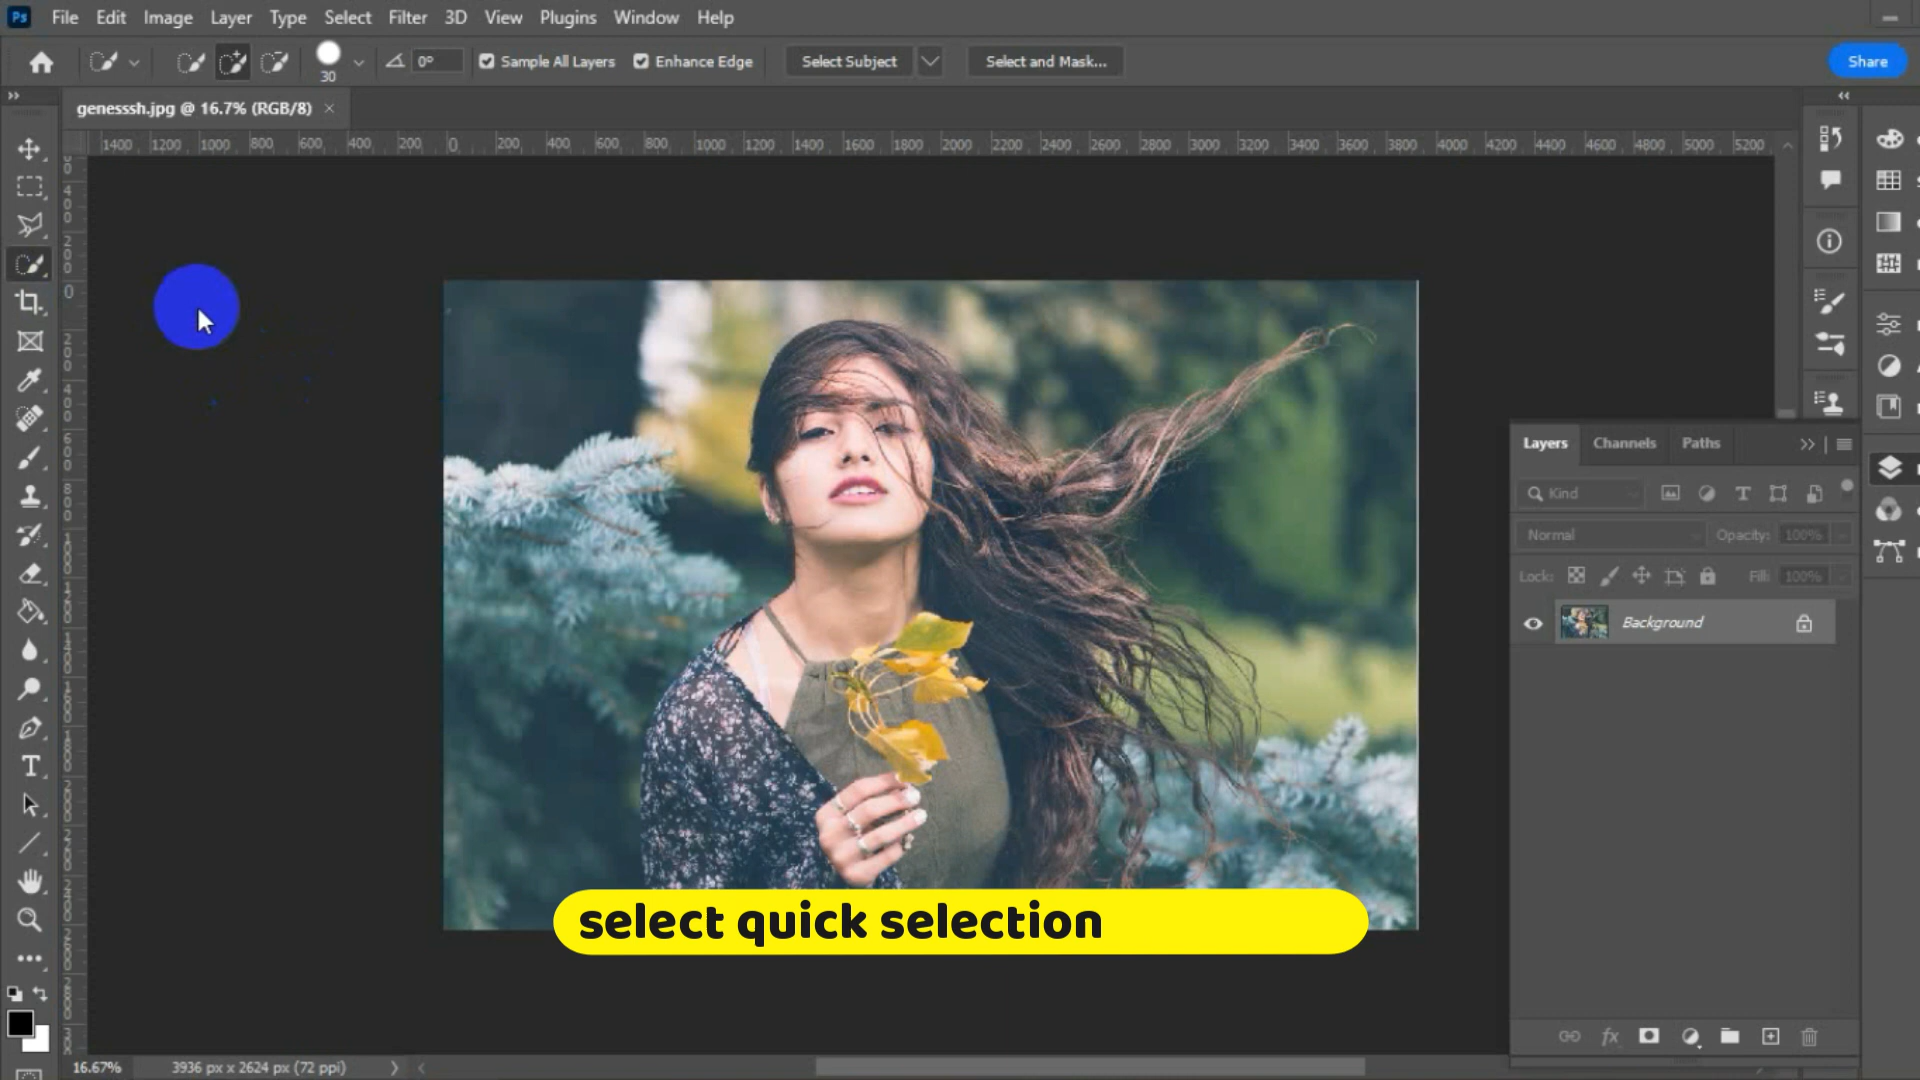 Ps File Edit Image Layer Type Select Filter 3D View Plugins Window Help
30 0° Sample All Layers Enhance Edge Select Subject Select and Mask... Share
genesssh.jpg @ 16.7% (RGB/8) ×
1400 1200 1000 800 600 400 200 0 200 400 600 800 1000 1200 1400 1600 1800 2000 2200 2400 2600 2800 3000 3200 3400 3600 3800 4000 4200 4400 4600 4800 5000 5200
Layers Channels Paths
Kind
Normal Opacity: 100%
Lock: Fill: 100%
Background
fx
select quick selection
16.67% 3936 px x 2624 px (72 ppi)